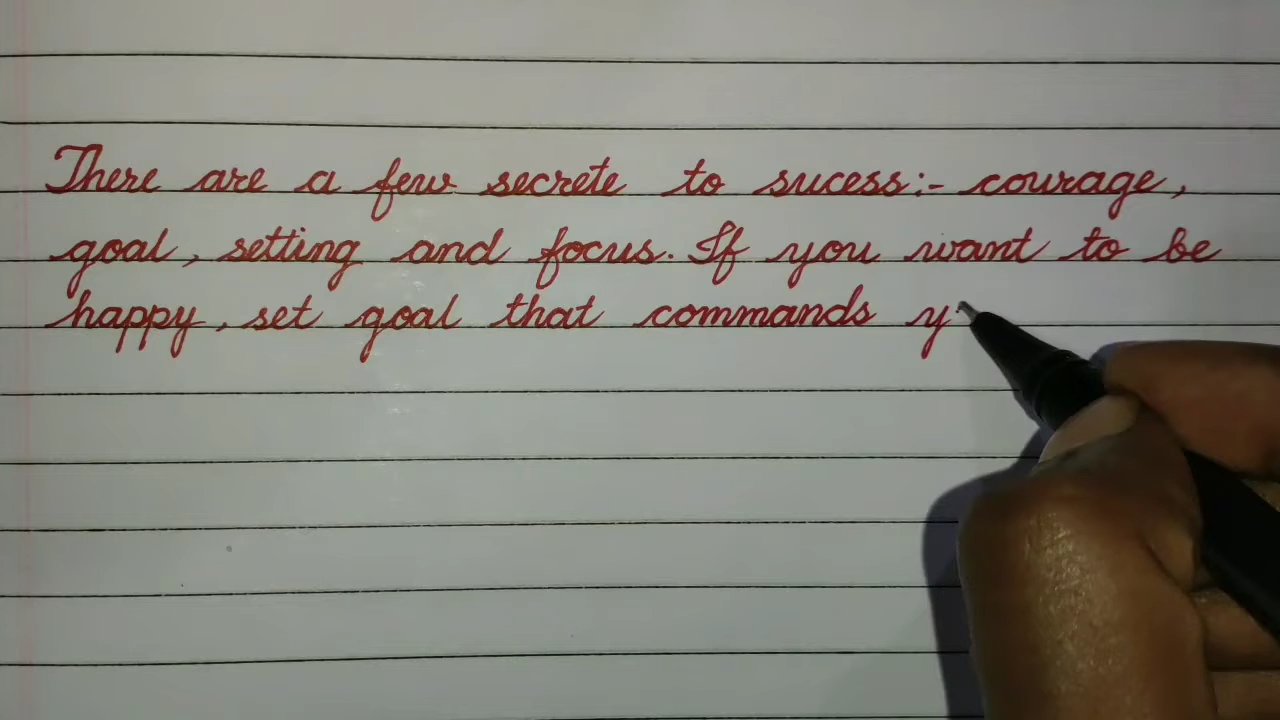 There are a few secrete to sucess:- courage,
goal, setting and focus. If you want to be
happy, set goal that commands y